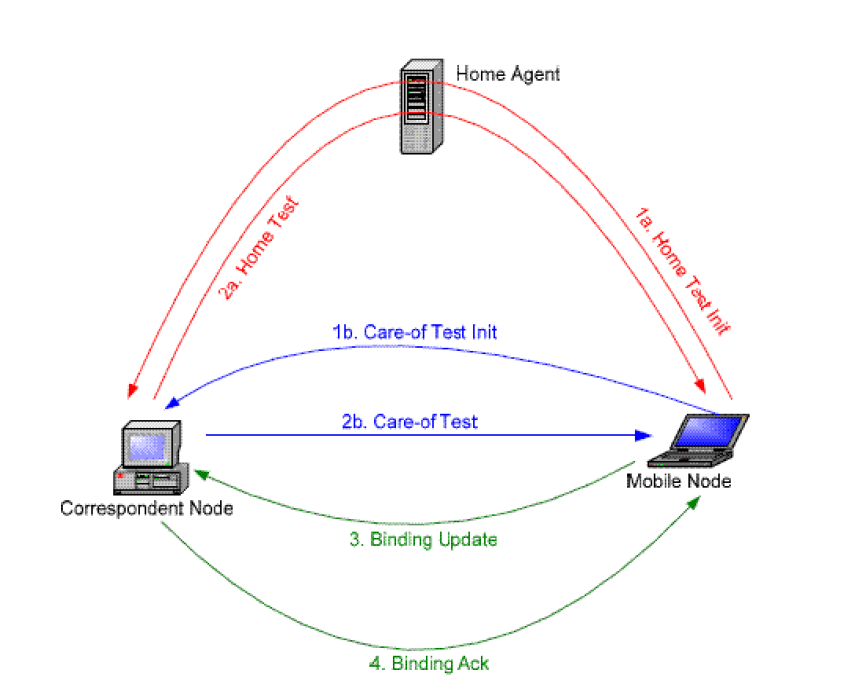 Home Agent
2a. Home Test
1a. Home Test Init
1b. Care-of Test Init
2b. Care-of Test
Mobile Node
Correspondent Node
3. Binding Update
4. Binding Ack